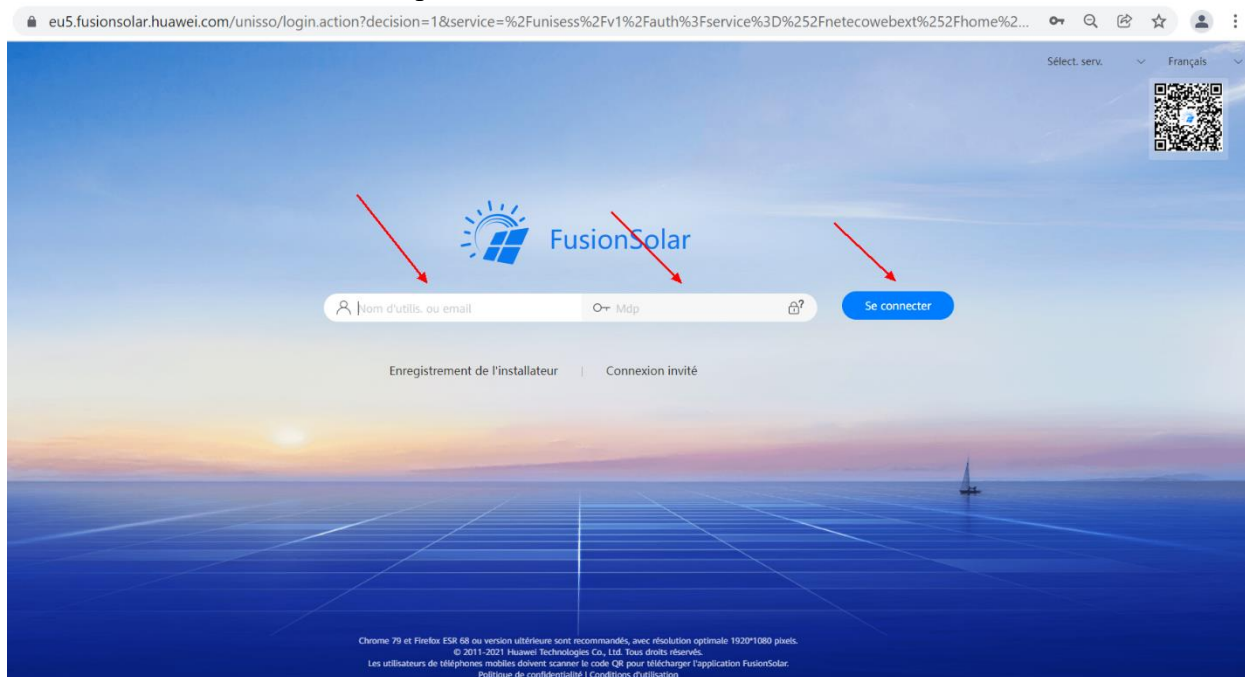 eu5.fusionsolar.huawei.com/unisso/login.action?decision=1&service=%2Funisess%2Fv1%2Fauth%3Fservice%3D%252Fnetecowebext%252Fhome%2...
Sélect. serv. Français
FusionSolar
Nom d'utilis. ou email Mdp Se connecter
Enregistrement de l'installateur | Connexion invité
Chrome 79 et Firefox ESR 68 ou version ultérieure sont recommandés, avec résolution optimale 1920*1080 pixels.
© 2011-2021 Huawei Technologies Co., Ltd. Tous droits réservés.
Les utilisateurs de téléphones mobiles doivent scanner le code QR pour télécharger l'application FusionSolar.
Politique de confidentialité | Conditions d'utilisation